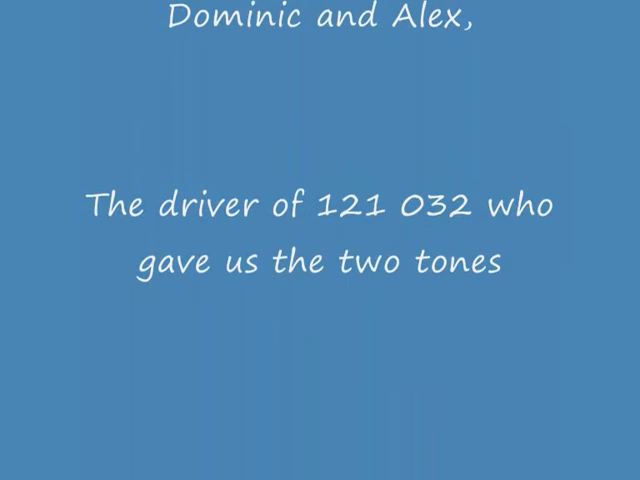 Dominic and Alex,
The driver of 121 032 who
gave us the two tones